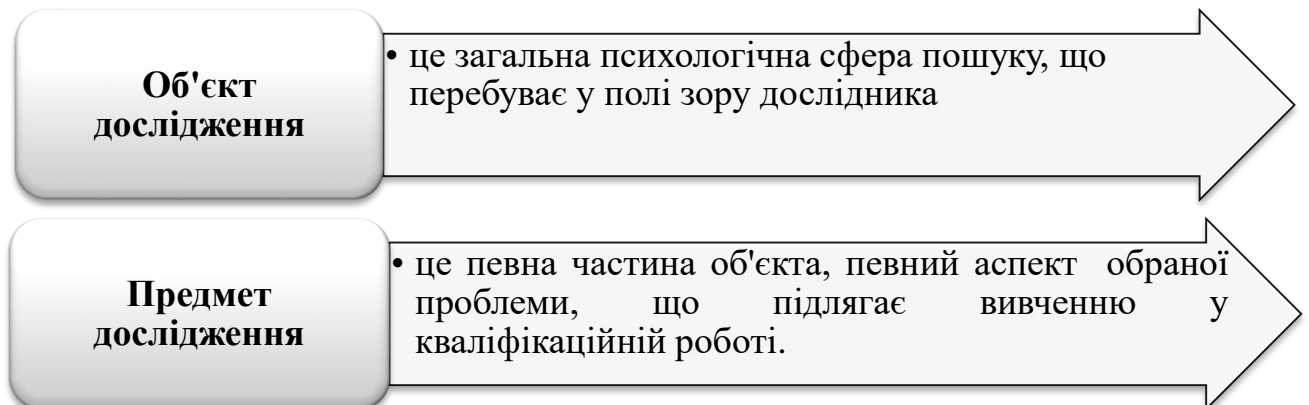 Об'єкт
дослідження
• це загальна психологічна сфера пошуку, що
перебуває у полі зору дослідника
Предмет
дослідження
• це певна частина об'єкта, певний аспект обраної
проблеми, що підлягає вивченню у
кваліфікаційній роботі.